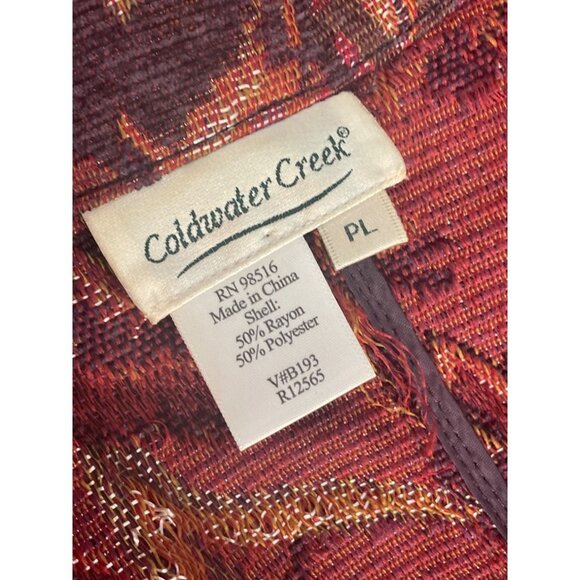 Coldwater Creek®
PL
RN 98516
Made in China
Shell:
50% Rayon
50% Polyester
V#B193
R12565